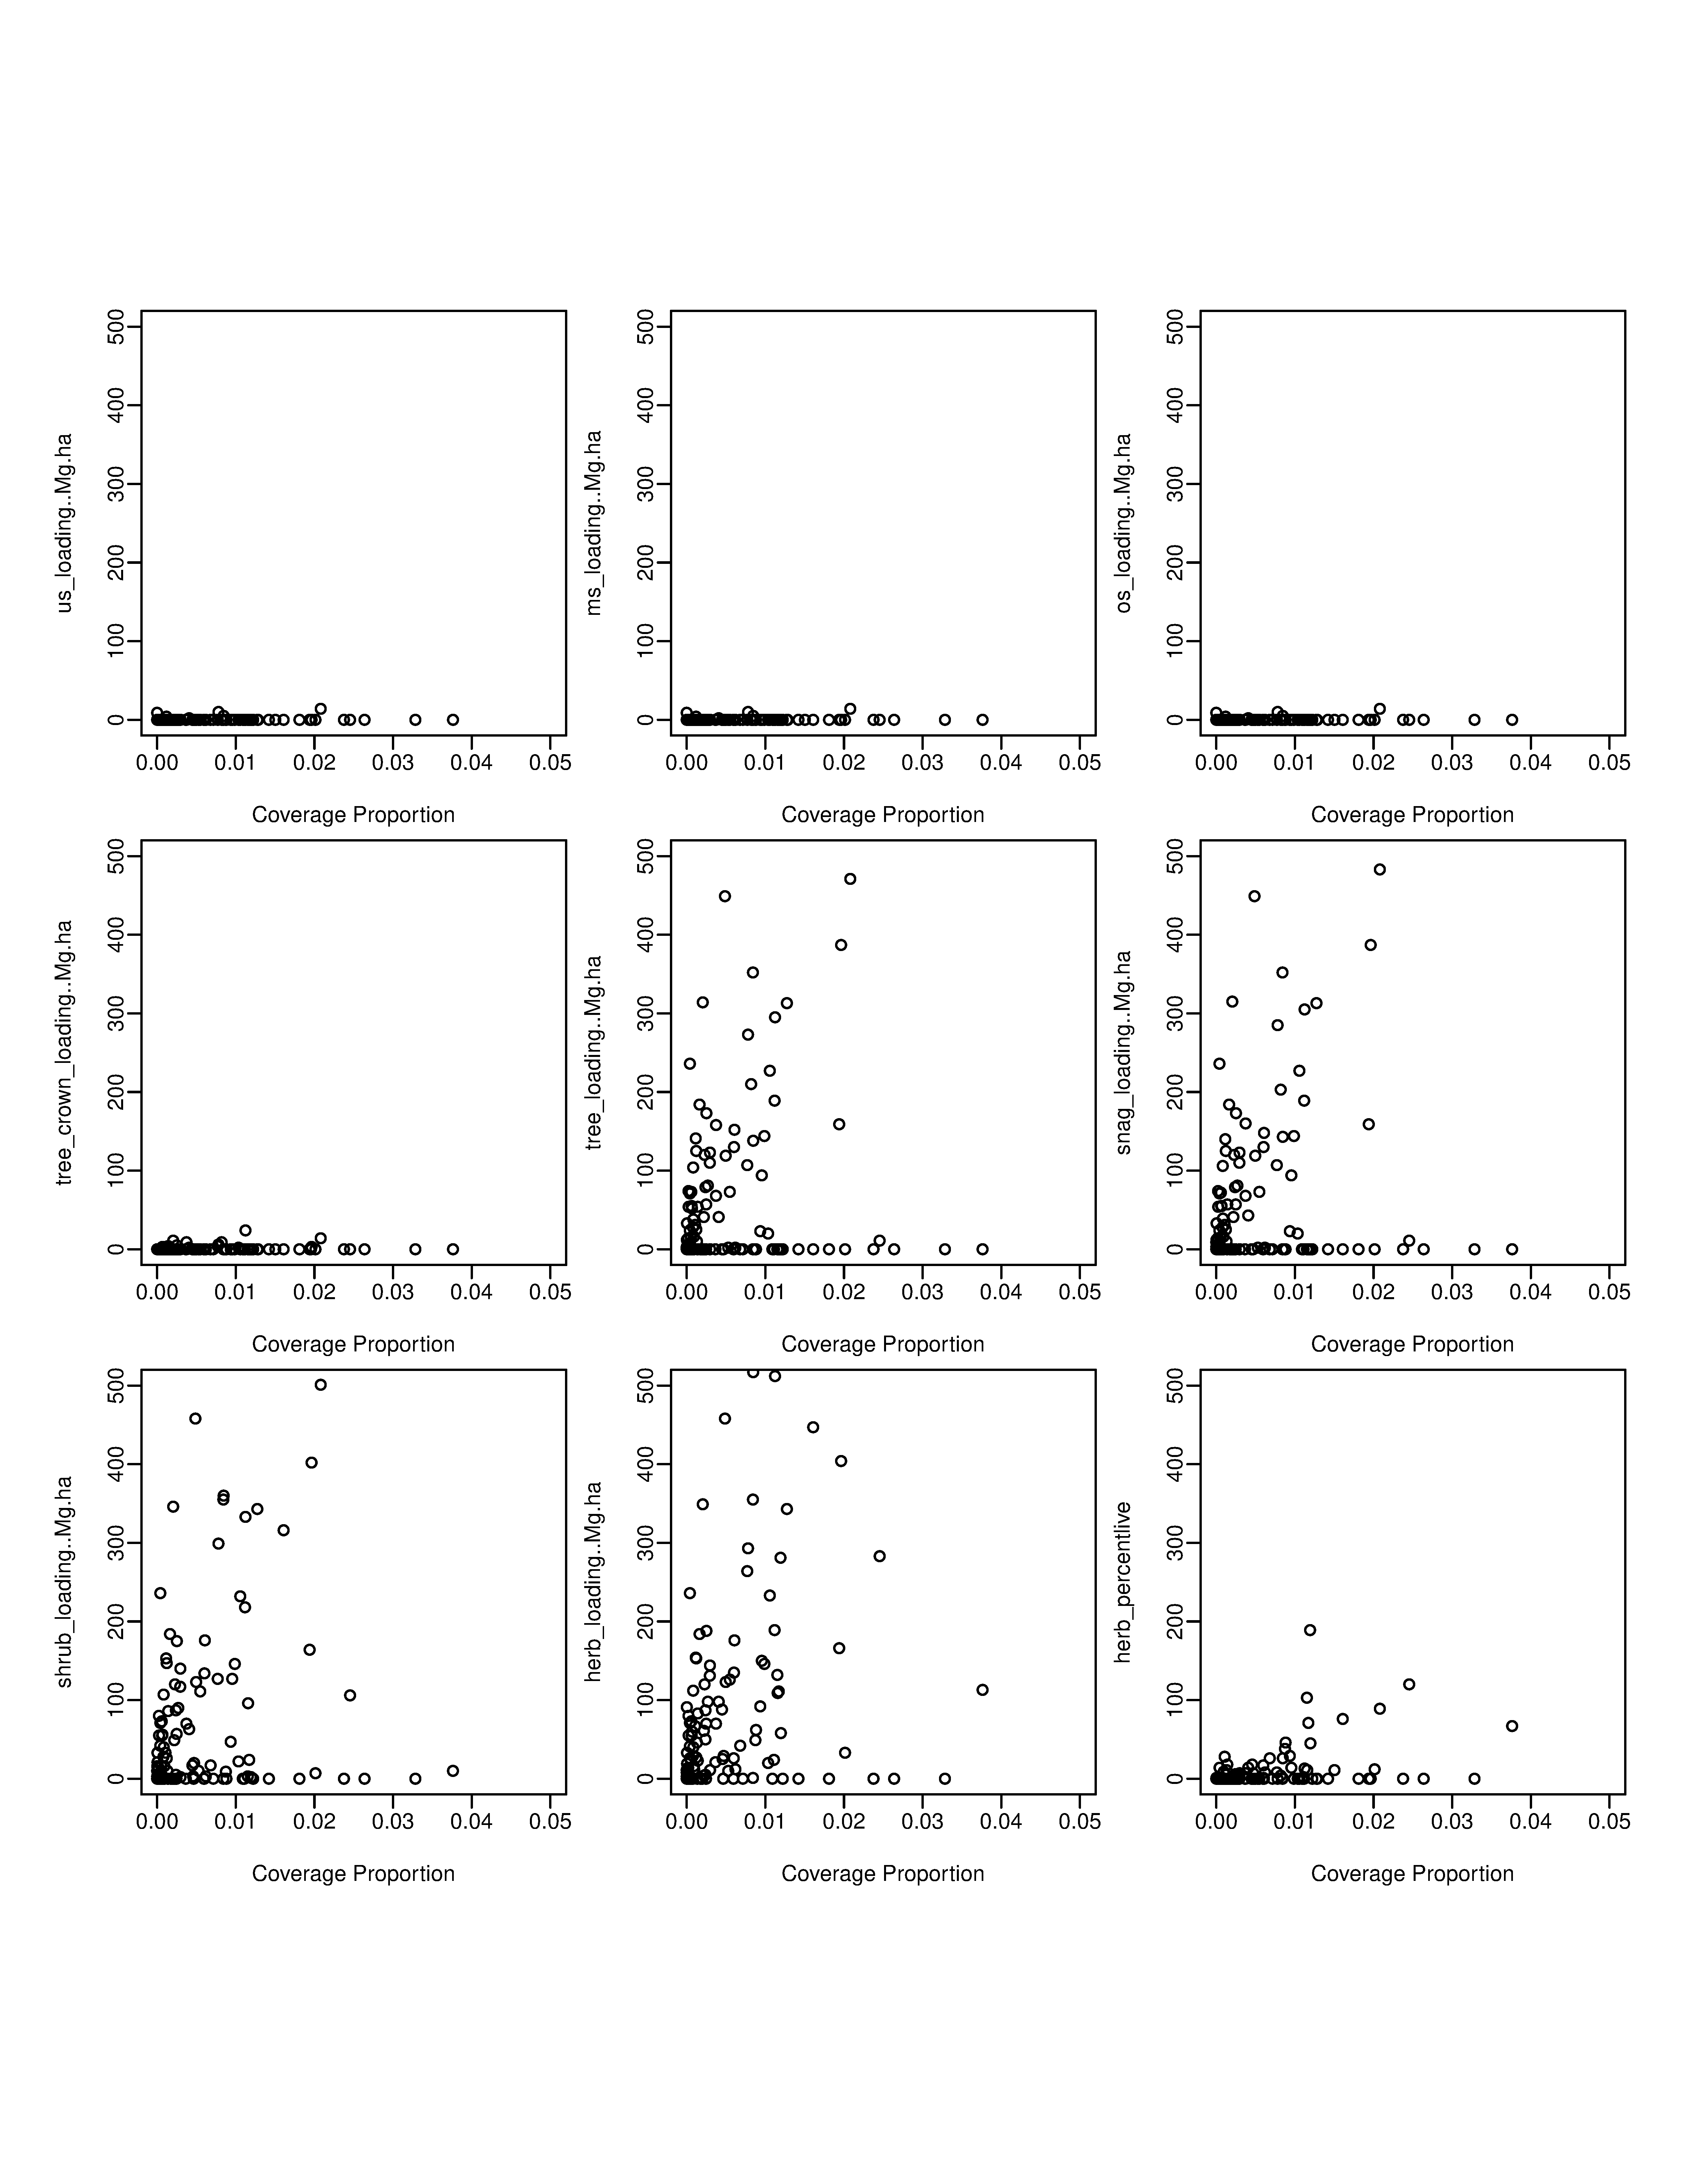 us_loading..Mg.ha
500
400
300
200
100
0
0.00 0.01 0.02 0.03 0.04 0.05
Coverage Proportion
ms_loading..Mg.ha
500
400
300
200
100
0
0.00 0.01 0.02 0.03 0.04 0.05
Coverage Proportion
os_loading..Mg.ha
500
400
300
200
100
0
0.00 0.01 0.02 0.03 0.04 0.05
Coverage Proportion
tree_crown_loading..Mg.ha
500
400
300
200
100
0
0.00 0.01 0.02 0.03 0.04 0.05
Coverage Proportion
tree_loading..Mg.ha
500
400
300
200
100
0
0.00 0.01 0.02 0.03 0.04 0.05
Coverage Proportion
snag_loading..Mg.ha
500
400
300
200
100
0
0.00 0.01 0.02 0.03 0.04 0.05
Coverage Proportion
shrub_loading..Mg.ha
500
400
300
200
100
0
0.00 0.01 0.02 0.03 0.04 0.05
Coverage Proportion
herb_loading..Mg.ha
500
400
300
200
100
0
0.00 0.01 0.02 0.03 0.04 0.05
Coverage Proportion
herb_percentlive
500
400
300
200
100
0
0.00 0.01 0.02 0.03 0.04 0.05
Coverage Proportion